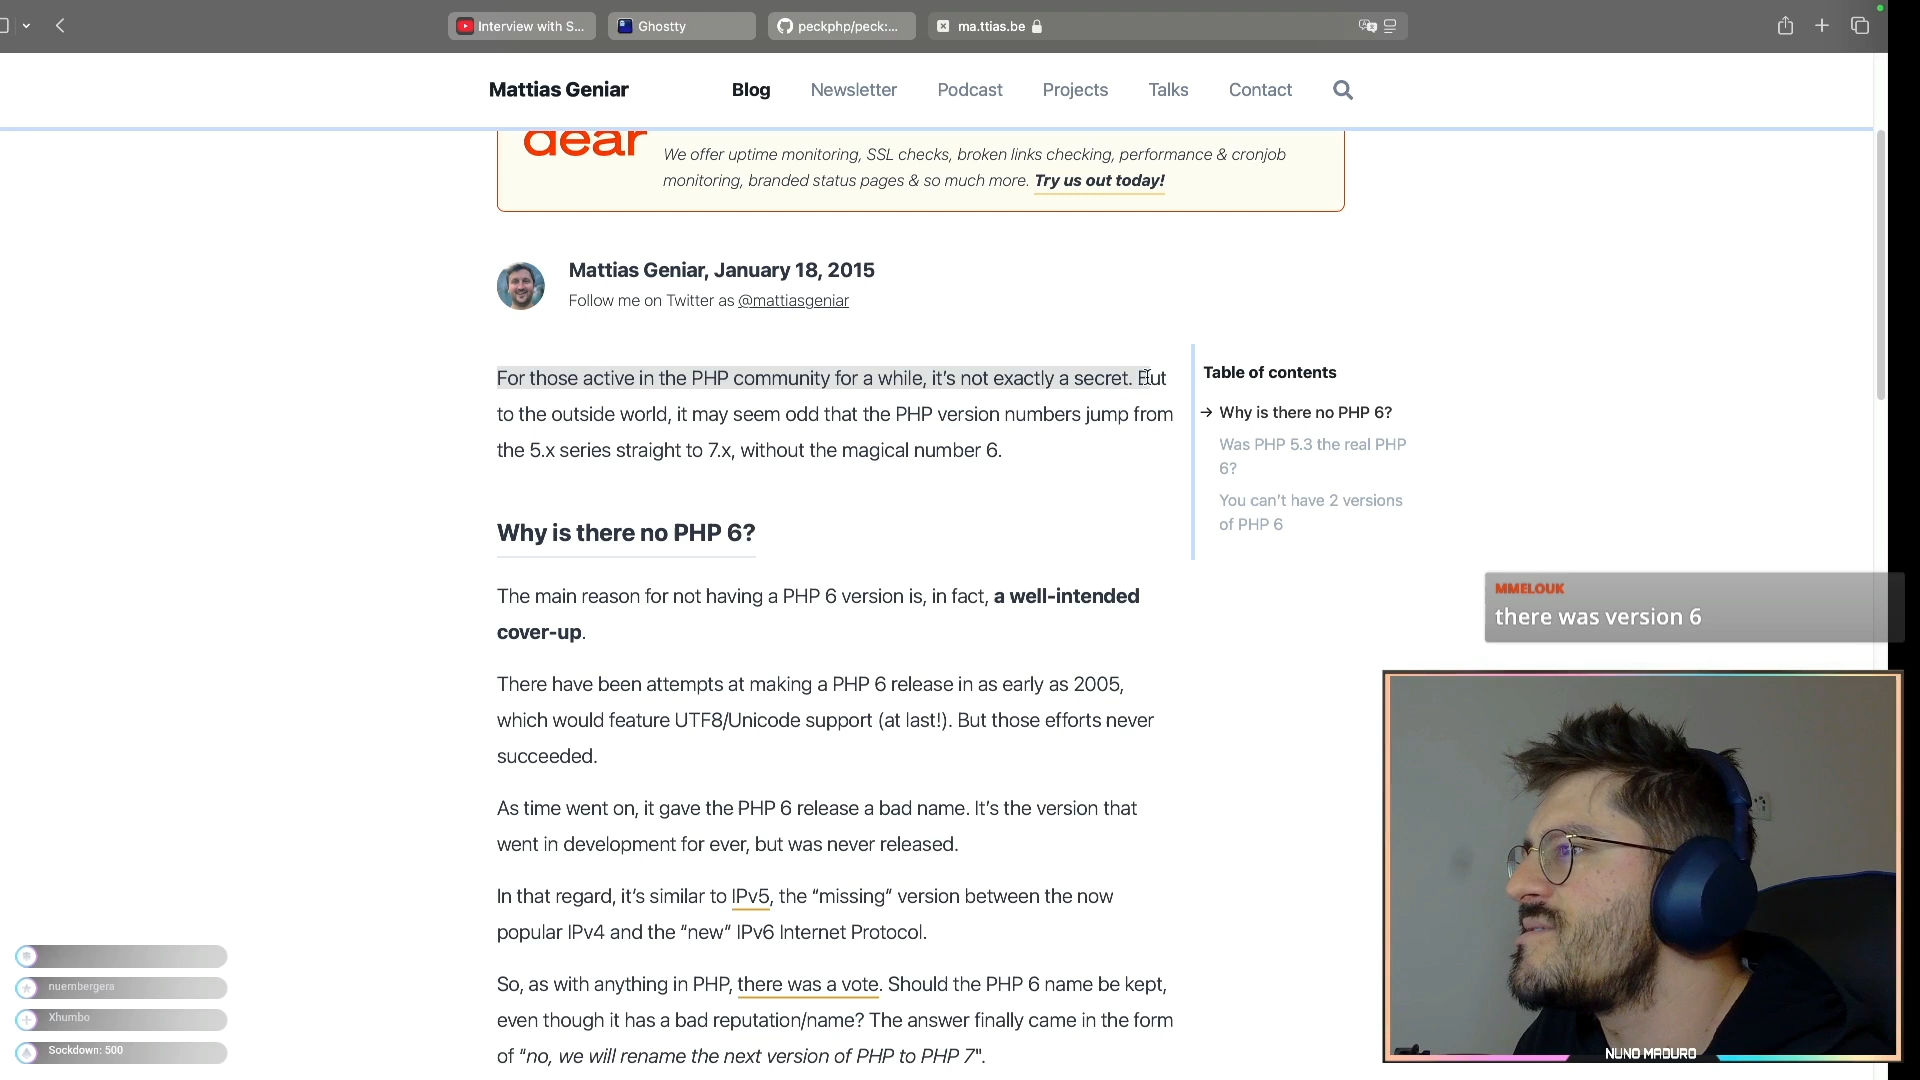 Interview with S...
Ghostty
peckphp/peck:...
ma.ttias.be
Mattias Geniar
Blog
Newsletter
Podcast
Projects
Talks
Contact
dear
We offer uptime monitoring, SSL checks, broken links checking, performance & cronjob
monitoring, branded status pages & so much more. Try us out today!
Mattias Geniar, January 18, 2015
Follow me on Twitter as @mattiasgeniar
For those active in the PHP community for a while, it's not exactly a secret. But
to the outside world, it may seem odd that the PHP version numbers jump from
the 5.x series straight to 7.x, without the magical number 6.
Table of contents
→ Why is there no PHP 6?
Was PHP 5.3 the real PHP
6?
You can't have 2 versions
of PHP 6
Why is there no PHP 6?
The main reason for not having a PHP 6 version is, in fact, a well-intended
cover-up.
There have been attempts at making a PHP 6 release in as early as 2005,
which would feature UTF8/Unicode support (at last!). But those efforts never
succeeded.
As time went on, it gave the PHP 6 release a bad name. It's the version that
went in development for ever, but was never released.
In that regard, it's similar to IPv5, the “missing” version between the now
popular IPv4 and the “new” IPv6 Internet Protocol.
So, as with anything in PHP, there was a vote. Should the PHP 6 name be kept,
even though it has a bad reputation/name? The answer finally came in the form
of "no, we will rename the next version of PHP to PHP 7".
MMELOUK
there was version 6
nuernbergera
Xhumbo
Sockdown: 500
NUNO MADURO